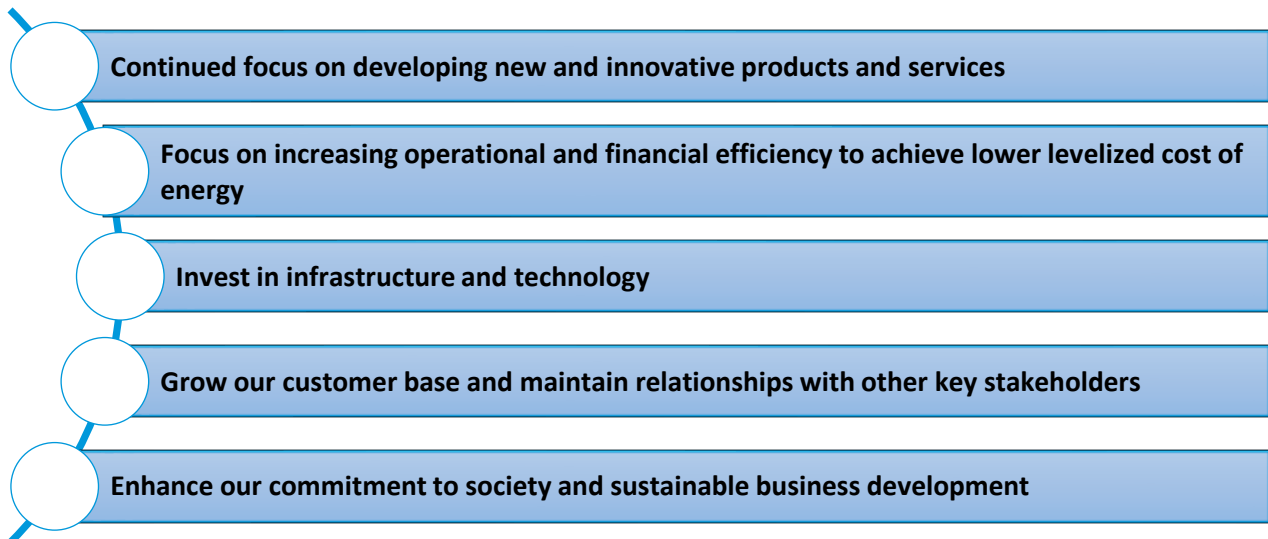 Continued focus on developing new and innovative products and services
Focus on increasing operational and financial efficiency to achieve lower levelized cost of
energy
Invest in infrastructure and technology
Grow our customer base and maintain relationships with other key stakeholders
Enhance our commitment to society and sustainable business development